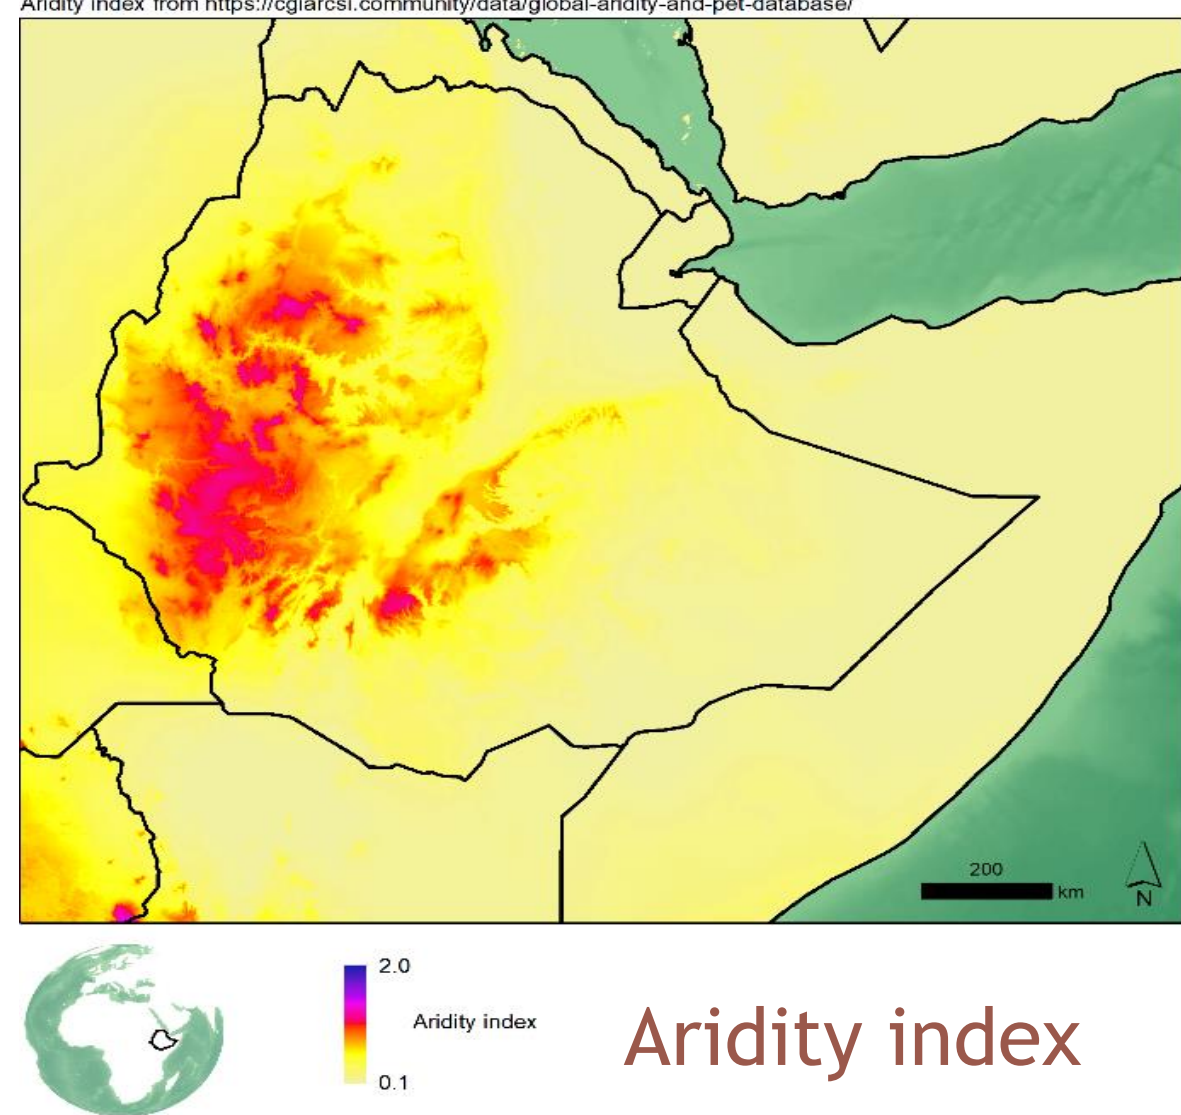 Aridity Index from https://cgiarcsi.community/data/global-aridity-and-pet-database/
200
km
N
2.0
Aridity index
0.1
Aridity index